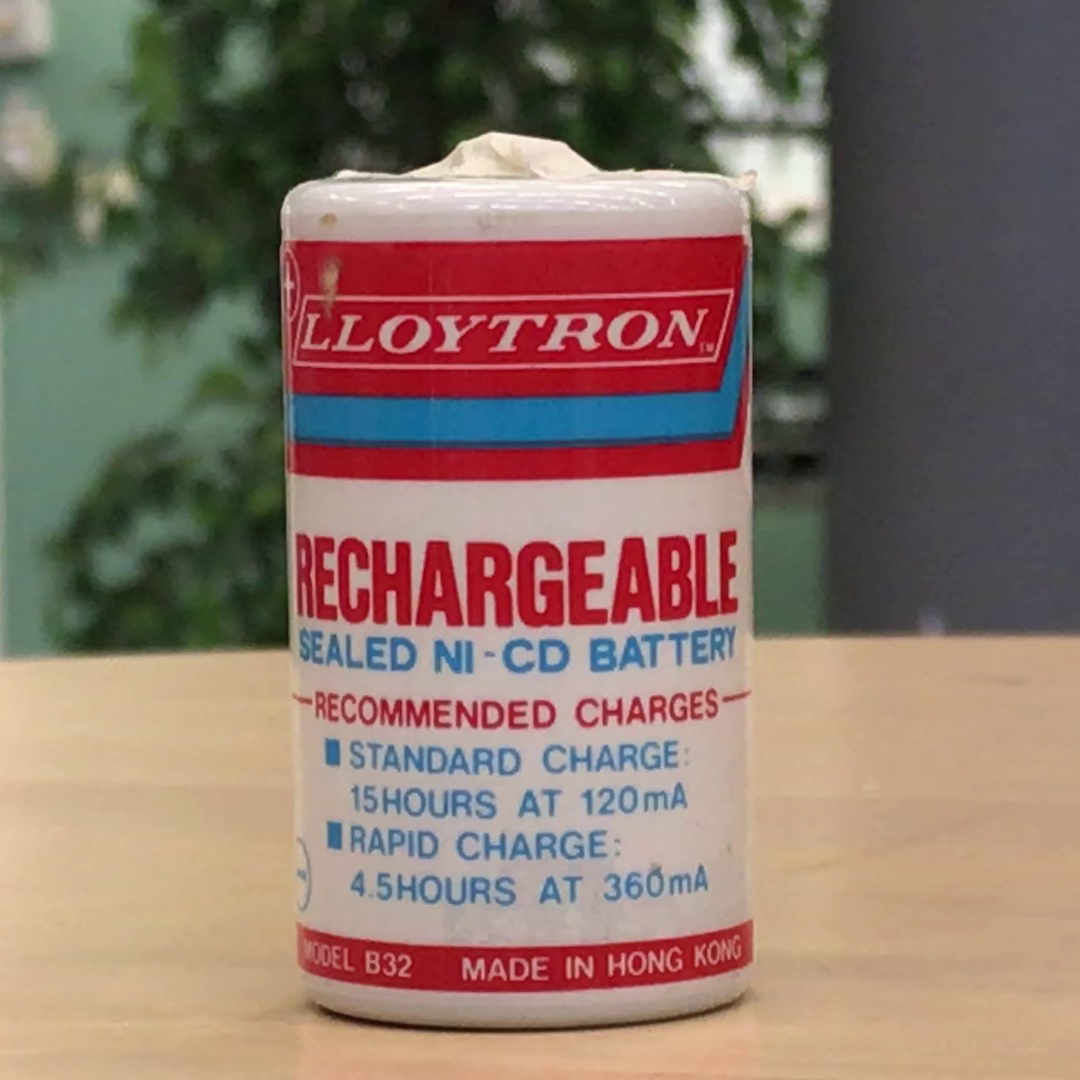 +
LLOYTRON™
RECHARGEABLE
SEALED NI-CD BATTERY
RECOMMENDED CHARGES
STANDARD CHARGE:
15HOURS AT 120mA
RAPID CHARGE:
4.5HOURS AT 360mA
−
MODEL B32 MADE IN HONG KONG